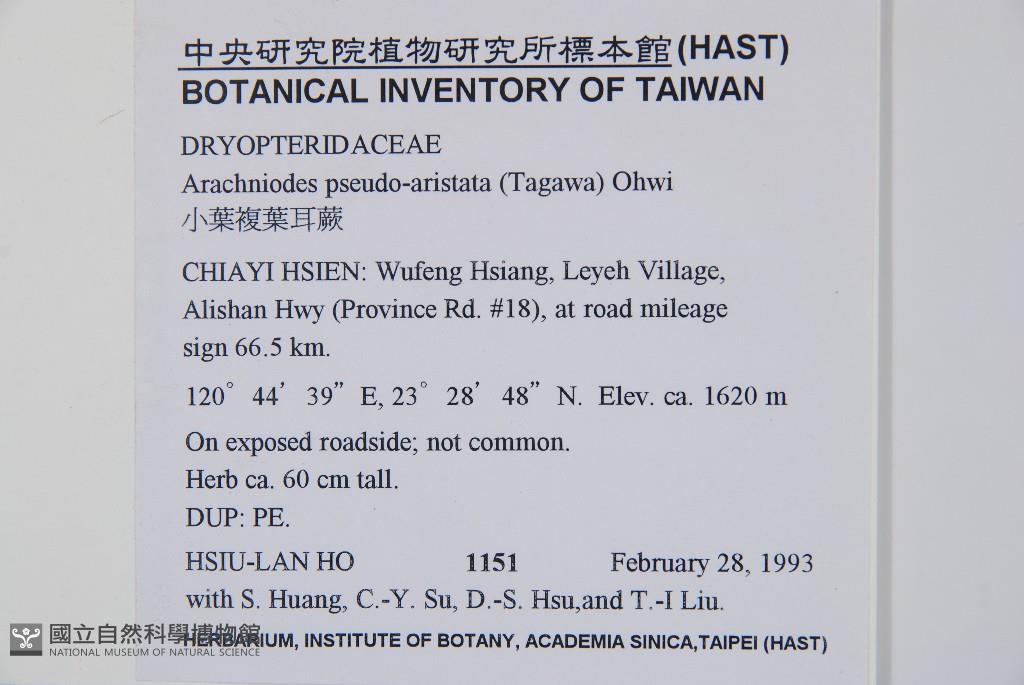 中央研究院植物研究所標本館(HAST)
BOTANICAL INVENTORY OF TAIWAN
DRYOPTERIDACEAE
Arachniodes pseudo-aristata (Tagawa) Ohwi
小葉複葉耳蕨
CHIAYI HSIEN: Wufeng Hsiang, Leyeh Village,
Alishan Hwy (Province Rd. #18), at road mileage
sign 66.5 km.
120° 44′ 39″ E, 23° 28′ 48″ N. Elev. ca. 1620 m
On exposed roadside; not common.
Herb ca. 60 cm tall.
DUP: PE.
HSIU-LAN HO 1151 February 28, 1993
with S. Huang, C.-Y. Su, D.-S. Hsu,and T.-I Liu.
HERBARIUM, INSTITUTE OF BOTANY, ACADEMIA SINICA,TAIPEI (HAST)
國立自然科學博物館
NATIONAL MUSEUM OF NATURAL SCIENCE